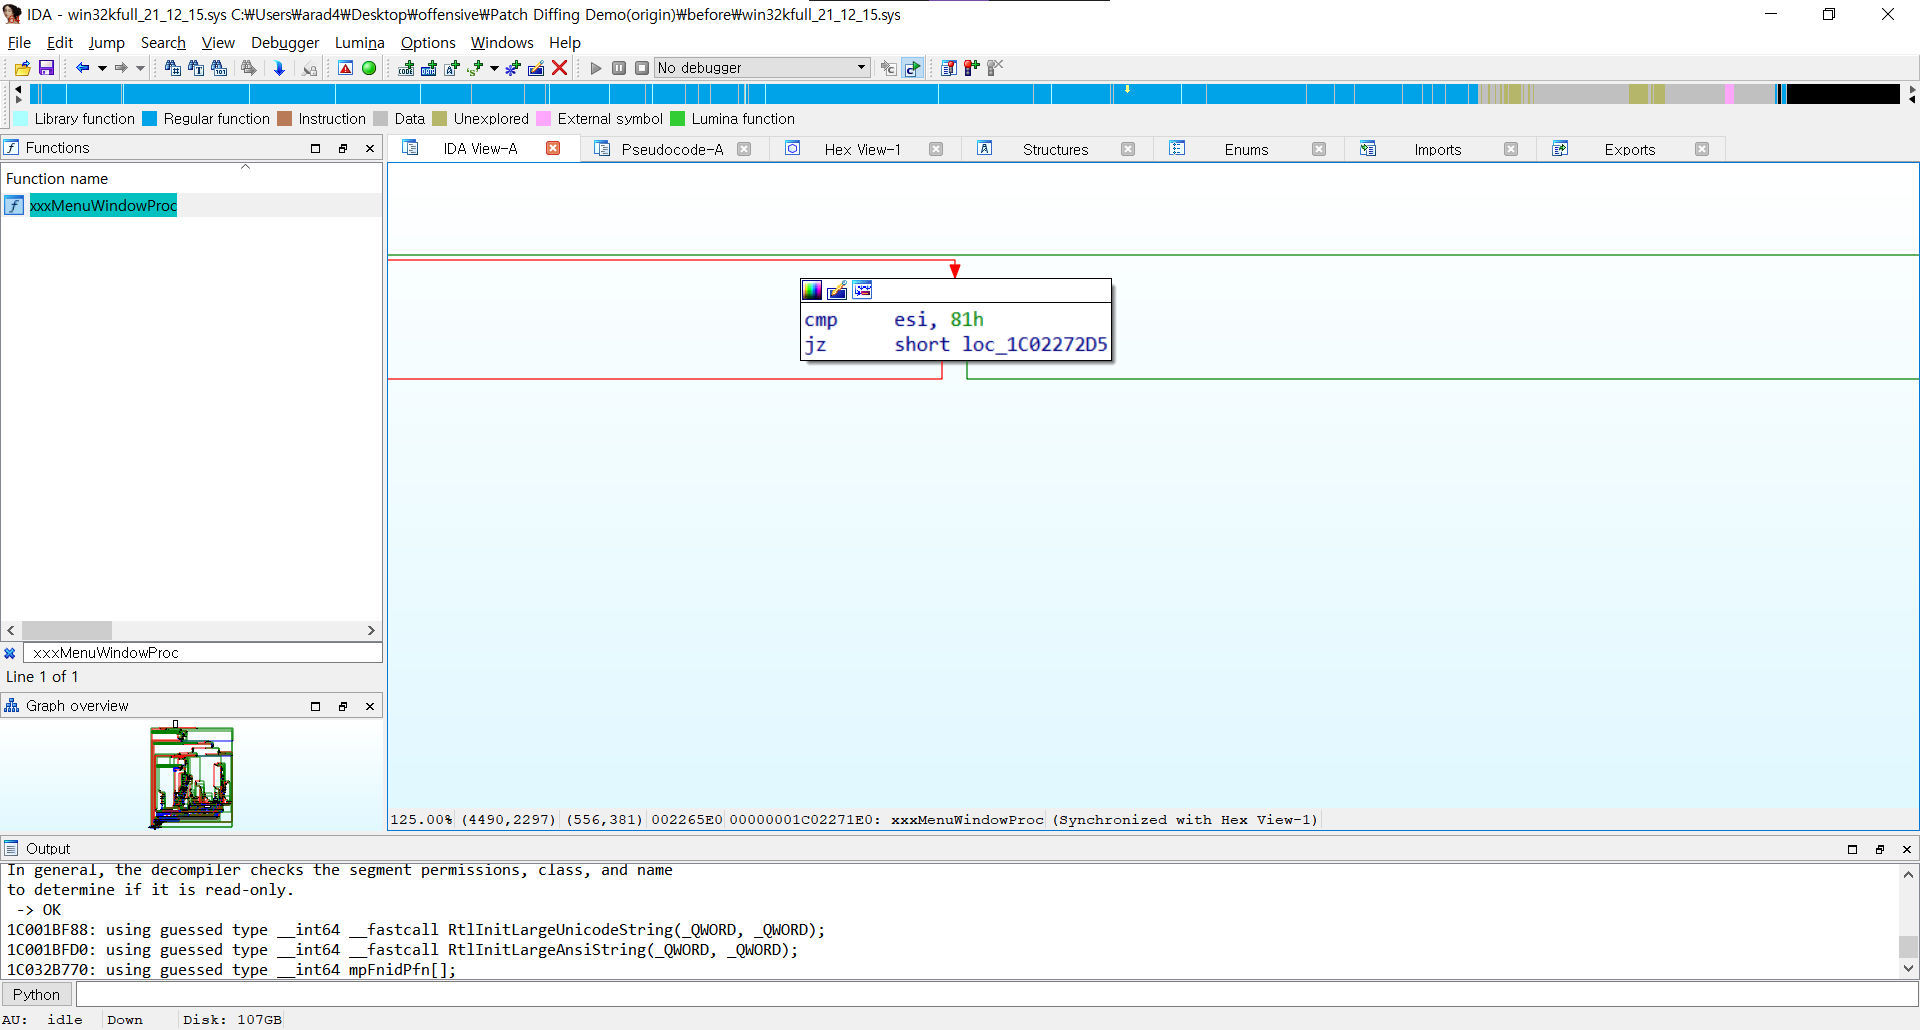 IDA - win32kfull_21_12_15.sys C:₩Users₩arad4₩Desktop₩offensive₩Patch Diffing Demo(origin)₩before₩win32kfull_21_12_15.sys
File Edit Jump Search View Debugger Lumina Options Windows Help
No debugger
Library function Regular function Instruction Data Unexplored External symbol Lumina function
Functions
IDA View-A Pseudocode-A Hex View-1 Structures Enums Imports Exports
Function name
xxxMenuWindowProc
cmp esi, 81h
jz short loc_1C02272D5
xxxMenuWindowProc
Line 1 of 1
Graph overview
125.00% (4490,2297) (556,381) 002265E0 00000001C02271E0: xxxMenuWindowProc (Synchronized with Hex View-1)
Output
In general, the decompiler checks the segment permissions, class, and name
to determine if it is read-only.
-> OK
1C001BF88: using guessed type __int64 __fastcall RtlInitLargeUnicodeString(_QWORD, _QWORD);
1C001BFD0: using guessed type __int64 __fastcall RtlInitLargeAnsiString(_QWORD, _QWORD);
1C032B770: using guessed type __int64 mpFnidPfn[];
Python
AU: idle Down Disk: 107GB